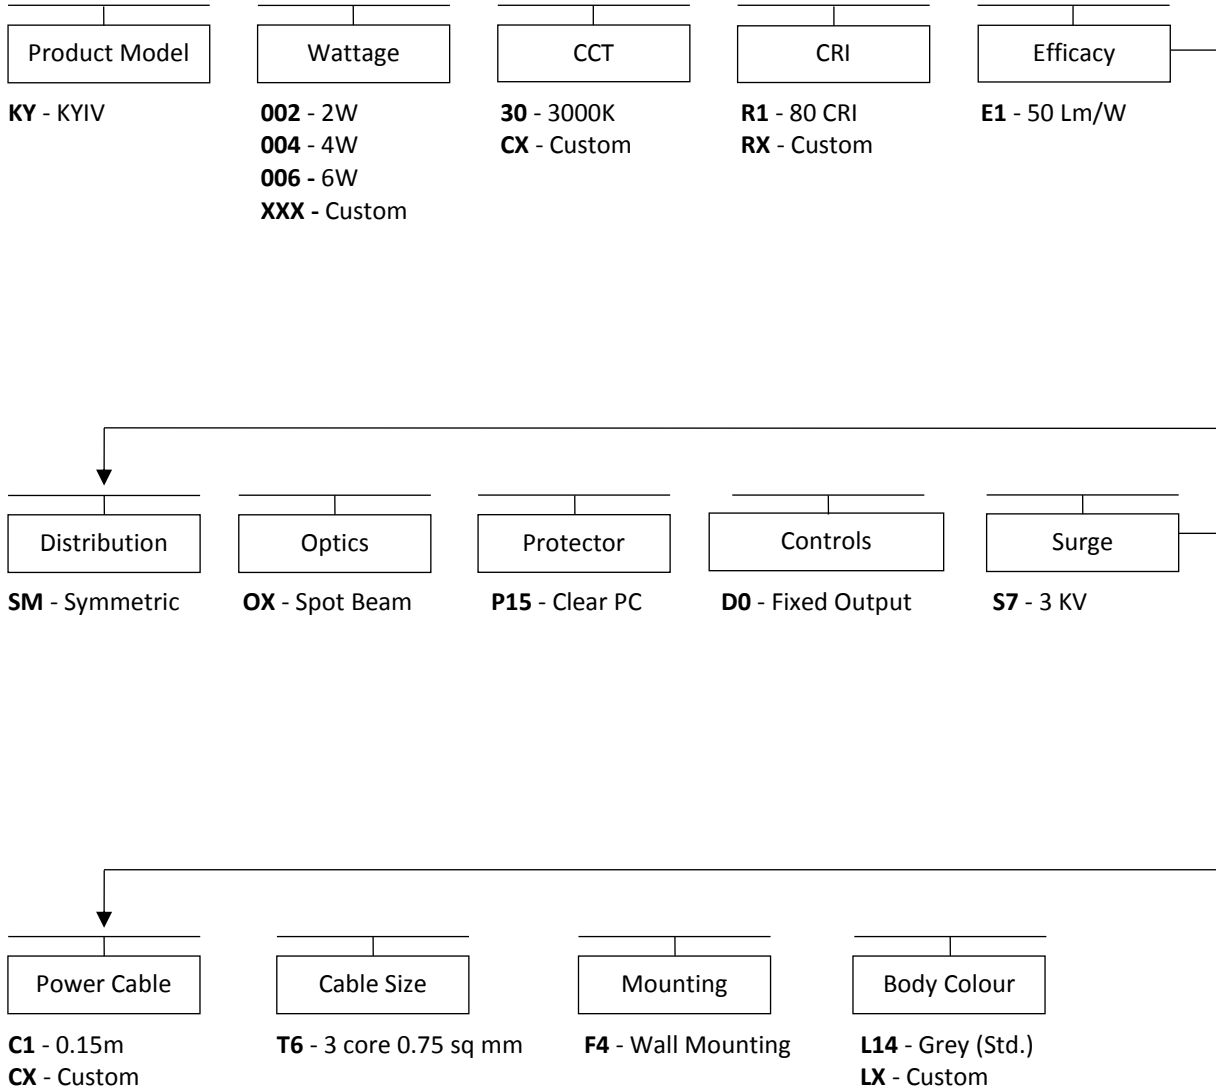 Product Model
Wattage
CCT
CRI
Efficacy
KY - KYIV
002 - 2W
30 - 3000K
R1 - 80 CRI
E1 - 50 Lm/W
004 - 4W
CX - Custom
RX - Custom
006 - 6W
XXX - Custom
Distribution
Optics
Protector
Controls
Surge
SM - Symmetric
OX - Spot Beam
P15 - Clear PC
D0 - Fixed Output
S7 - 3 KV
Power Cable
Cable Size
Mounting
Body Colour
C1 - 0.15m
T6 - 3 core 0.75 sq mm
F4 - Wall Mounting
L14 - Grey (Std.)
CX - Custom
LX - Custom